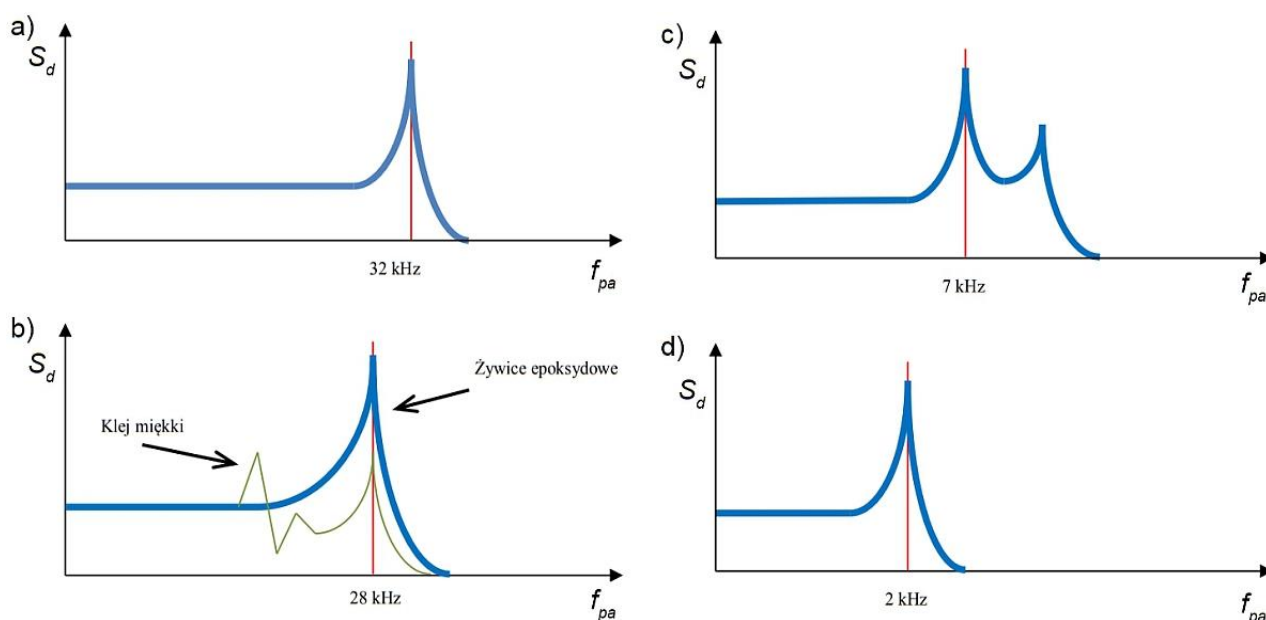 a)
S_d
32 kHz
f_pa
b)
S_d
Klej miękki
Żywice epoksydowe
28 kHz
f_pa
c)
S_d
7 kHz
f_pa
d)
S_d
2 kHz
f_pa